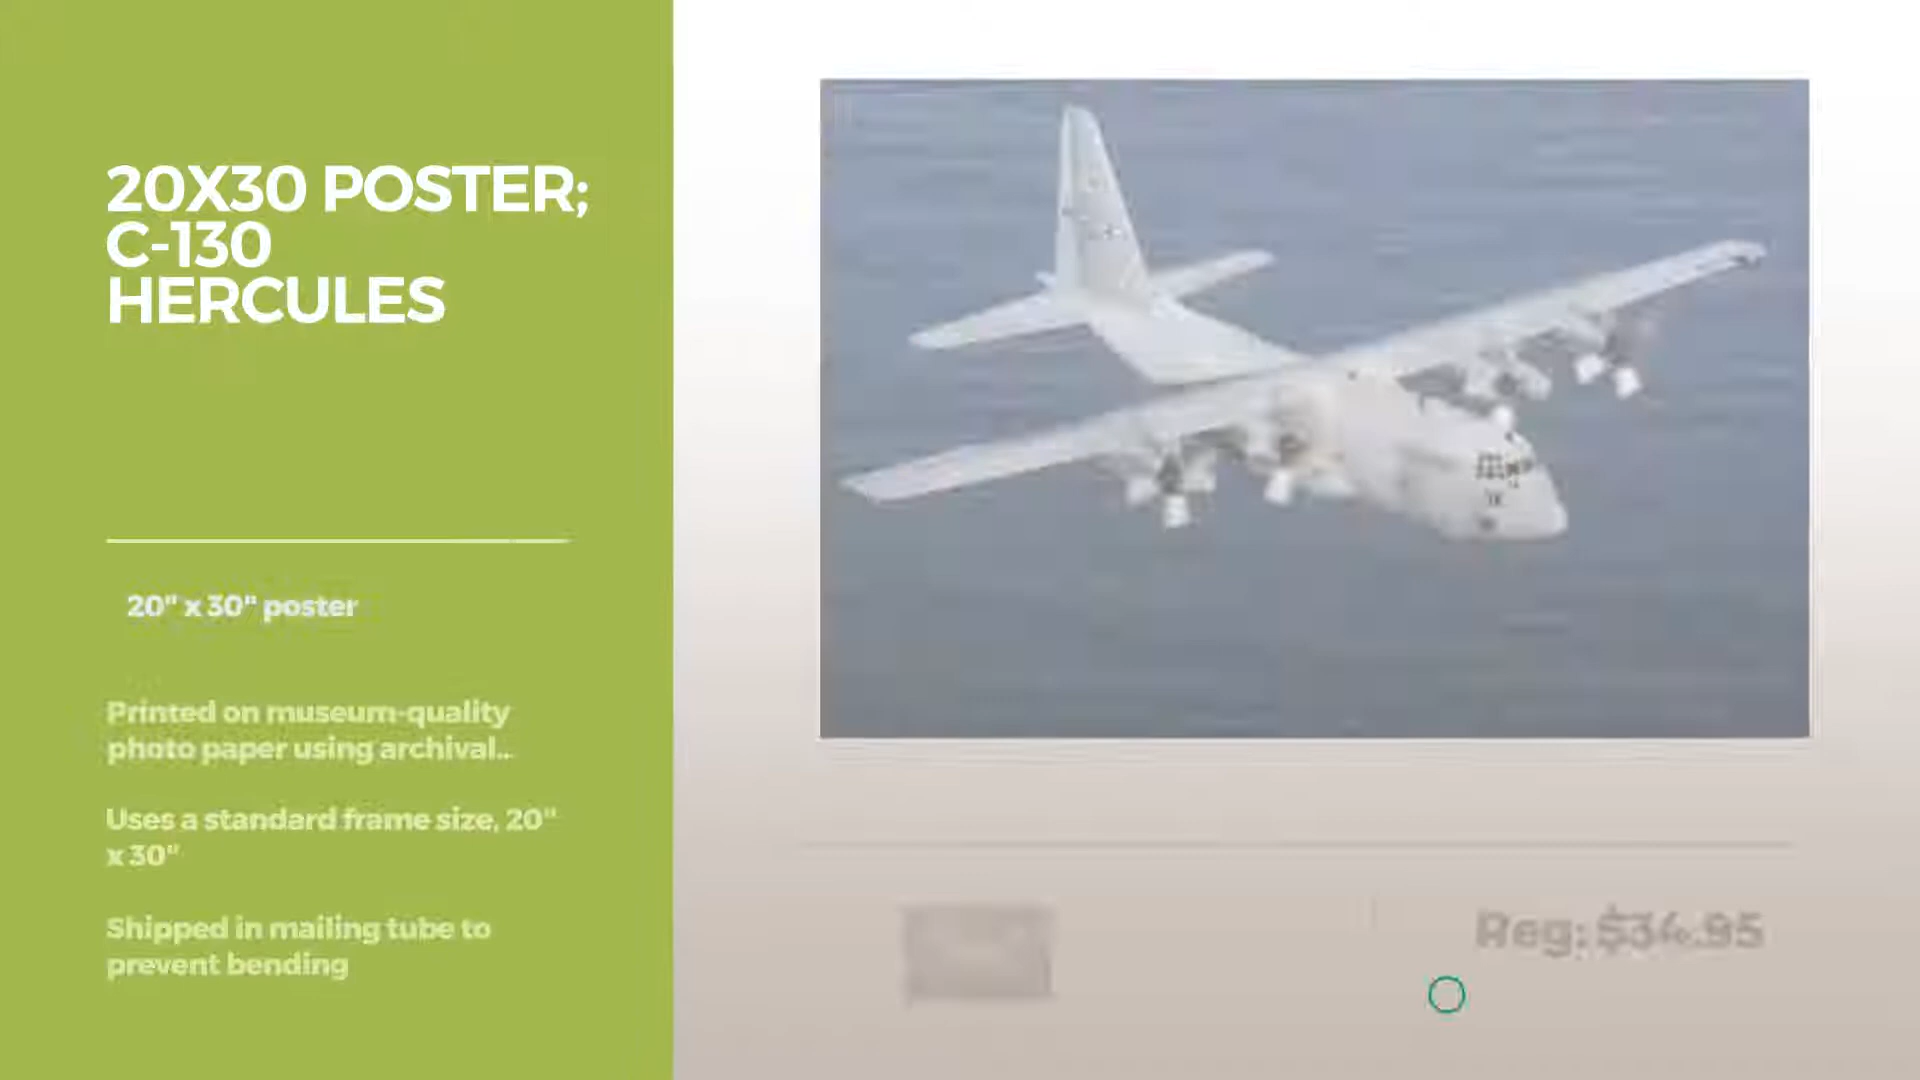 20X30 POSTER;
C-130
HERCULES
20" x 30" poster
Printed on museum-quality
photo paper using archival..
Uses a standard frame size, 20"
x 30"
Shipped in mailing tube to
prevent bending
Reg: $34.95